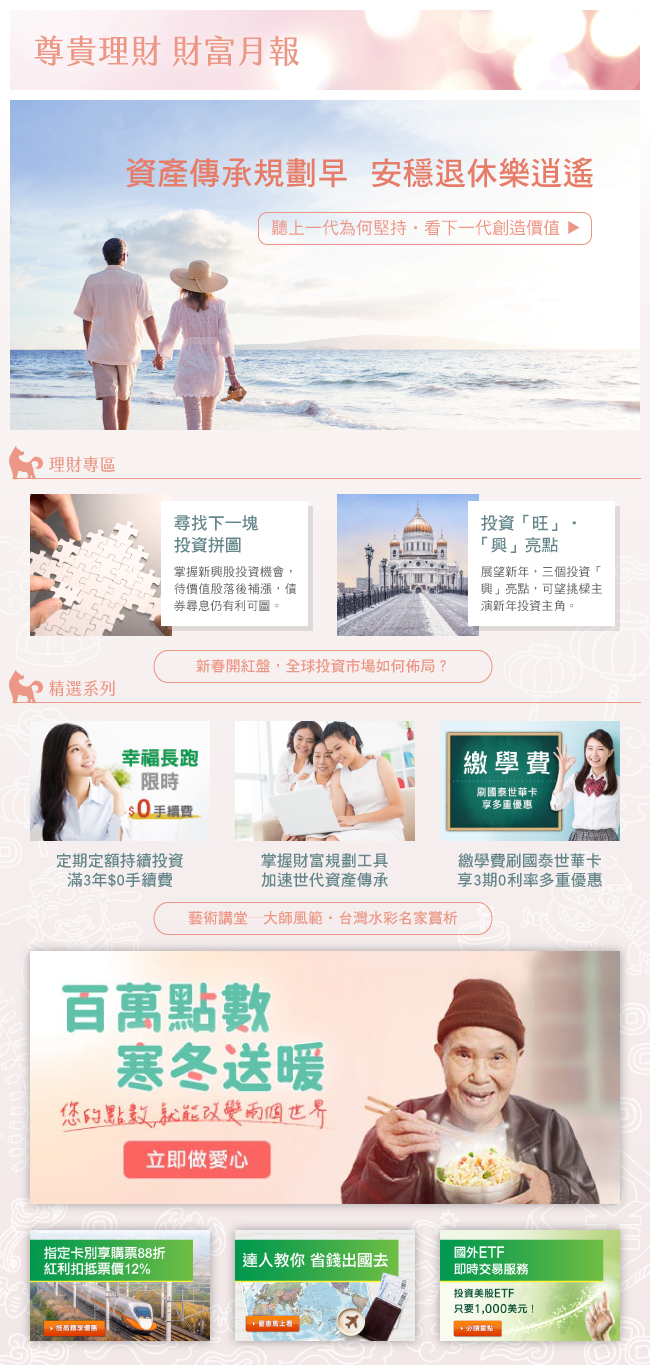 尊貴理財 財富月報
資產傳承規劃早 安穩退休樂逍遙
聽上一代為何堅持・看下一代創造價值 ▶
理財專區
尋找下一塊
投資拼圖
掌握新興股投資機會，
待價值股落後補漲，債
券尋息仍有利可圖。
投資「旺」・
「興」亮點
展望新年，三個投資「
興」亮點，可望挑樑主
演新年投資主角。
新春開紅盤，全球投資市場如何佈局？
精選系列
幸福長跑
限時
$0手續費
繳學費
刷國泰世華卡
享多重優惠
定期定額持續投資
滿3年$0手續費
掌握財富規劃工具
加速世代資產傳承
繳學費刷國泰世華卡
享3期0利率多重優惠
藝術講堂─大師風範・台灣水彩名家賞析
百萬點數
寒冬送暖
您的點數,就能改變兩個世界
立即做愛心
指定卡別享購票88折
紅利扣抵票價12%
搭高鐵享優惠
達人教你 省錢出國去
優惠馬上看
國外ETF
即時交易服務
投資美股ETF
只要1,000美元！
必讀重點